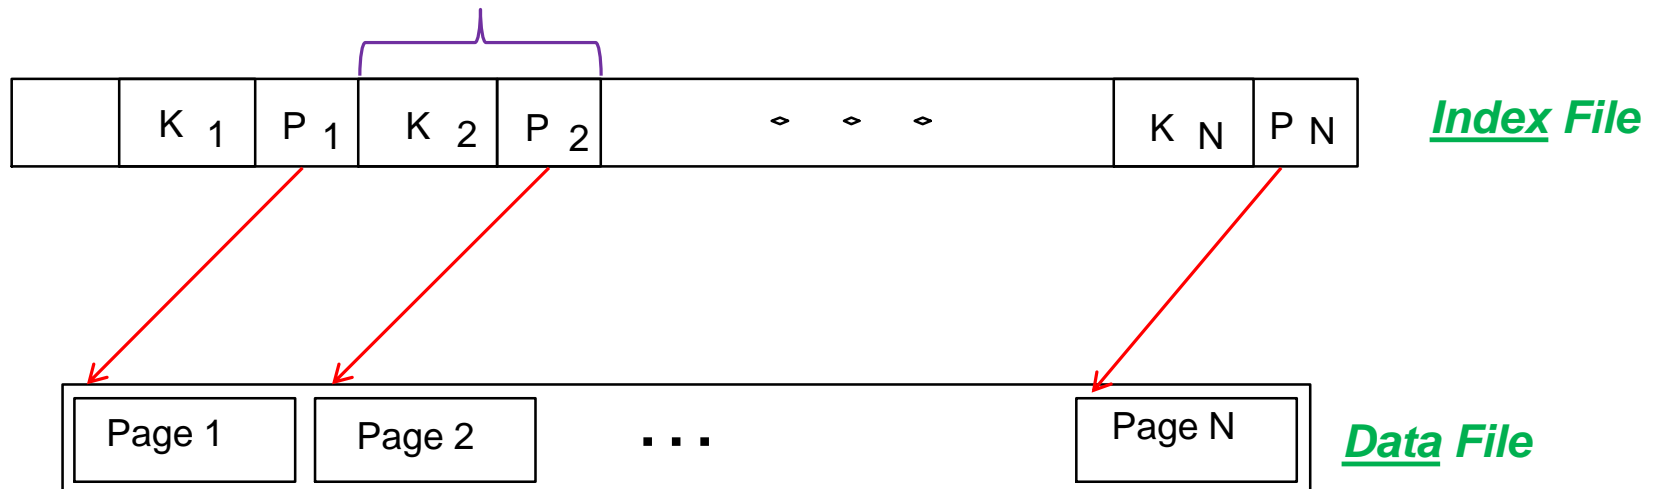 K 1 P 1 K 2 P 2 ⋄ ⋄ ⋄ K N P N Index File
Page 1 Page 2 ... Page N Data File